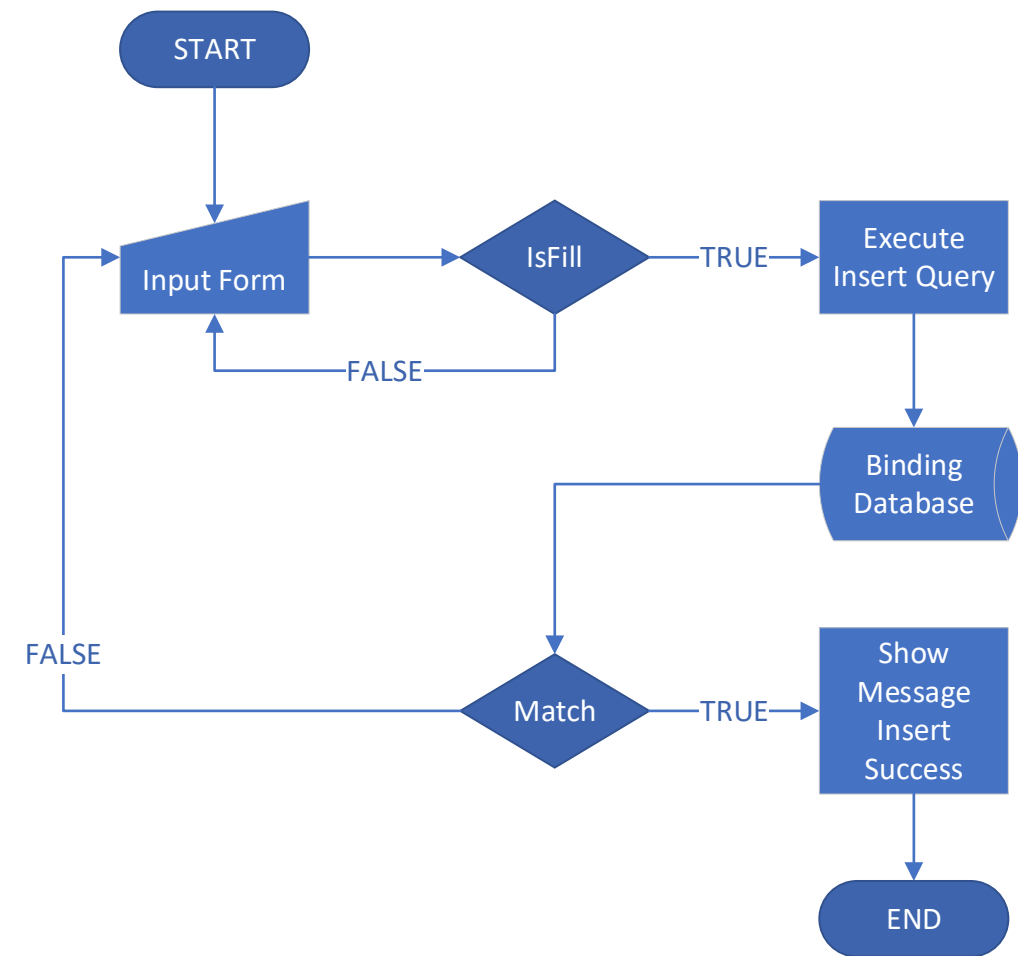 START
Input Form
IsFill
TRUE
Execute
Insert Query
FALSE
Binding
Database
FALSE
Match
TRUE
Show
Message
Insert
Success
END